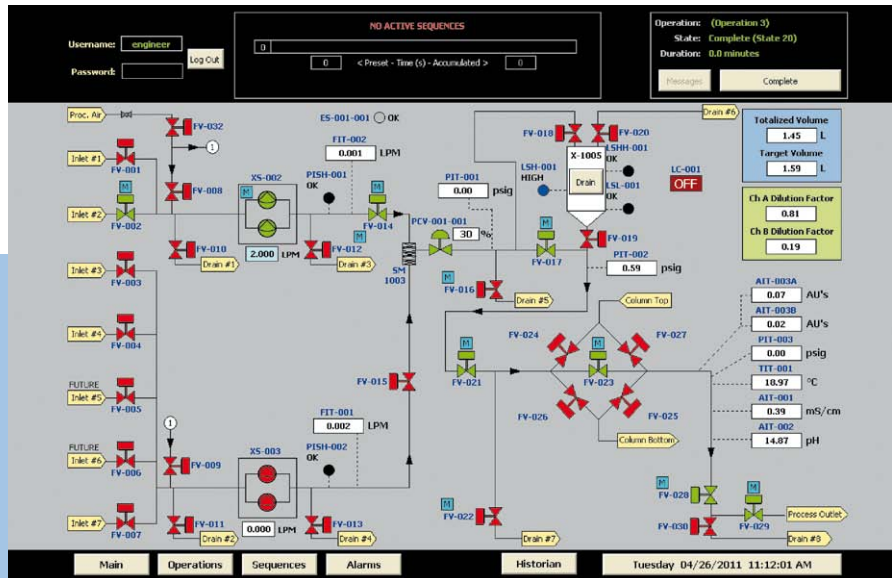 NO ACTIVE SEQUENCES
0
0 < Preset - Time (s) - Accumulated > 0
Username: engineer
Password:
Log Out
Operation: (Operation 3)
State: Complete (State 20)
Duration: 0.0 minutes
Messages
Complete
Proc. Air
FV-032
1
Inlet #1
FV-001
FV-008
M
Inlet #2
FV-002
FV-010
Drain #1
XS-002
M
2.000 LPM
ES-001-001 OK
FIT-002
0.001 LPM
PISH-001
OK
M
FV-014
FV-012
M
Drain #3
PCV-001-001
M
30 %
SM
1003
PIT-001
0.00 psig
FV-018
FV-020
Drain #6
X-1005
Drain
LSHH-001
OK
LSH-001
HIGH
LSL-001
OK
LC-001
OFF
FV-019
M
FV-017
PIT-002
0.59 psig
M
FV-016
Drain #5
Totalized Volume
1.45 L
Target Volume
1.59 L
Ch A Dilution Factor
0.81
Ch B Dilution Factor
0.19
Inlet #3
FV-003
Inlet #4
FV-004
FUTURE
Inlet #5
FV-005
FUTURE
Inlet #6
FV-006
Inlet #7
FV-007
1
FV-009
FV-011
Drain #2
XS-003
0.000 LPM
FIT-001
0.002 LPM
PISH-002
OK
FV-013
Drain #4
FV-015
Column Top
FV-024
FV-027
M
FV-021
M
FV-023
FV-026
FV-025
Column Bottom
M
FV-022
Drain #7
AIT-003A
0.07 AU's
AIT-003B
0.02 AU's
PIT-003
0.00 psig
TIT-001
18.97 °C
AIT-001
0.39 mS/cm
AIT-002
14.87 pH
M
FV-028
M
FV-029
Process Outlet
FV-030
Drain #8
Main
Operations
Sequences
Alarms
Historian
Tuesday 04/26/2011 11:12:01 AM